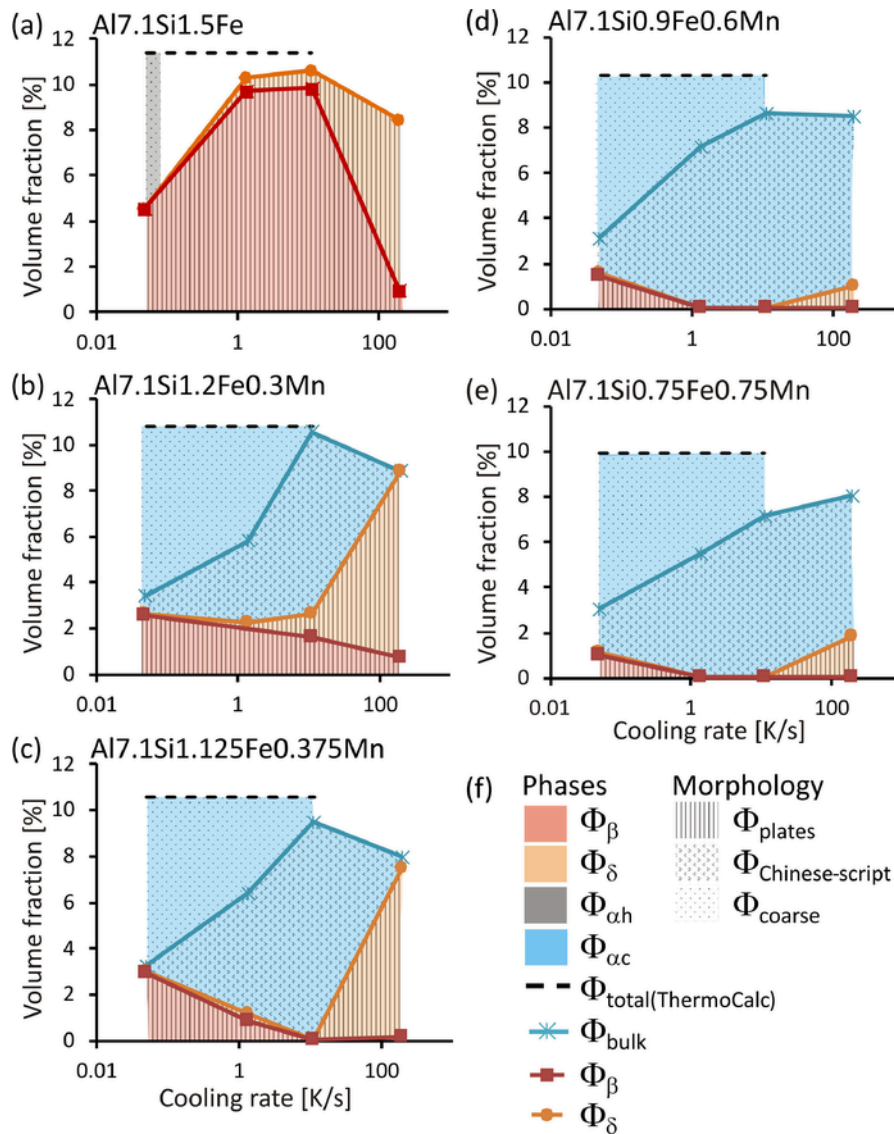 (a) Al7.1Si1.5Fe
Volume fraction [%]
12
10
8
6
4
2
0
0.01 1 100
(b) Al7.1Si1.2Fe0.3Mn
Volume fraction [%]
12
10
8
6
4
2
0
0.01 1 100
(c) Al7.1Si1.125Fe0.375Mn
Volume fraction [%]
12
10
8
6
4
2
0
0.01 1 100
Cooling rate [K/s]
(d) Al7.1Si0.9Fe0.6Mn
Volume fraction [%]
12
10
8
6
4
2
0
0.01 1 100
(e) Al7.1Si0.75Fe0.75Mn
Volume fraction [%]
12
10
8
6
4
2
0
0.01 1 100
Cooling rate [K/s]
(f) Phases Morphology
Φβ Φplates
Φδ ΦChinese-script
Φαh Φcoarse
Φαc
Φtotal(ThermoCalc)
Φbulk
Φβ
Φδ